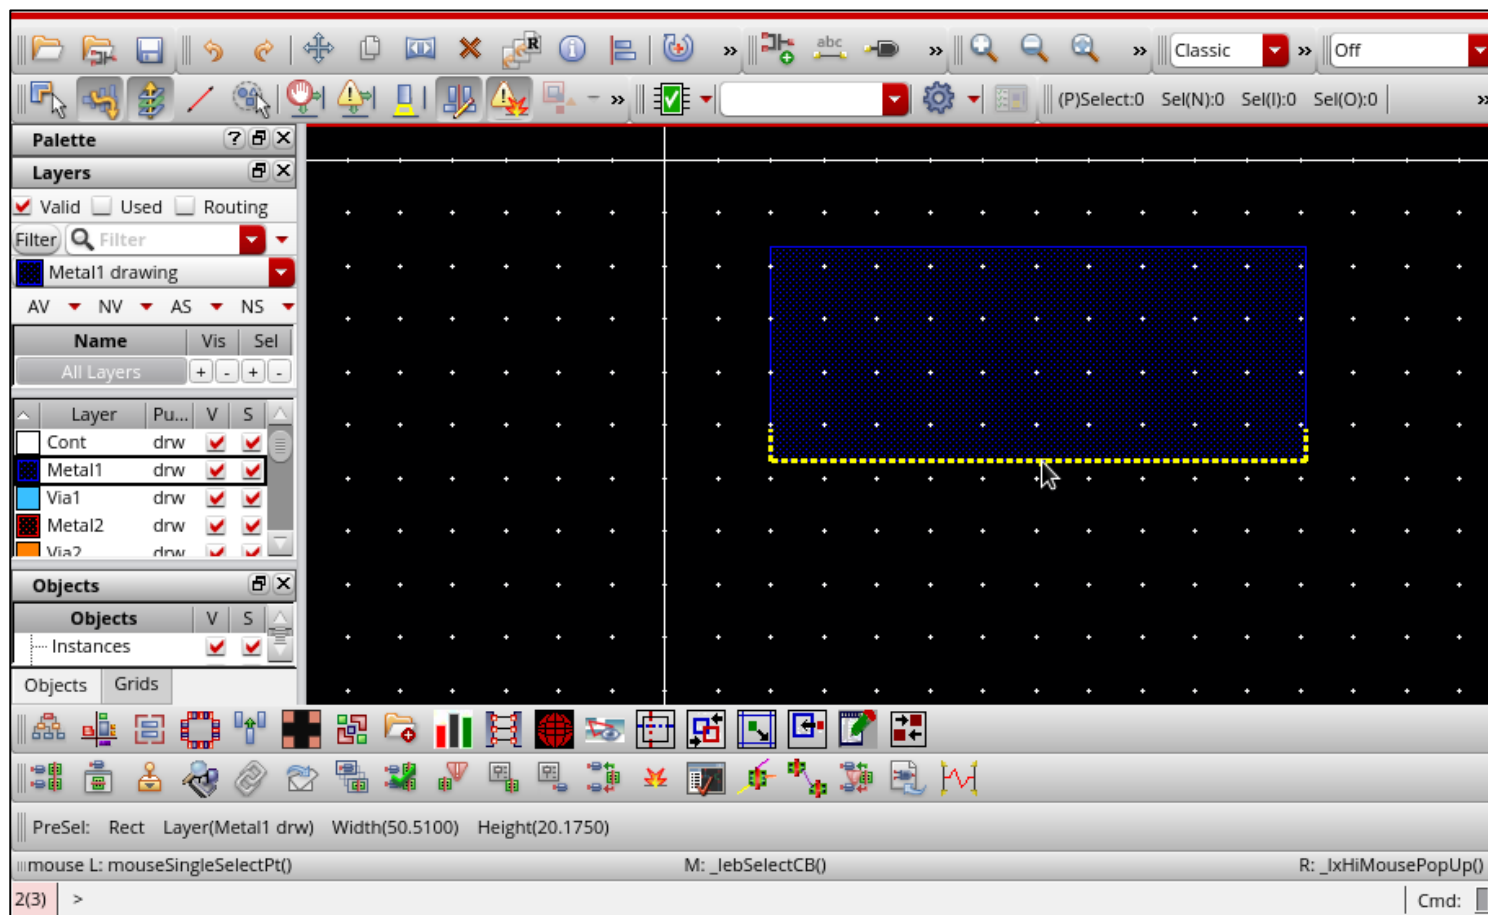 R
abc
»
»
»
Classic
»
Off
»
(P)Select:0 Sel(N):0 Sel(I):0 Sel(O):0
»
Palette
?
Layers
Valid Used Routing
Filter
Filter
Metal1 drawing
AV NV AS NS
Name Vis Sel
All Layers + - + -
Layer Pu... V S
Cont drw
Metal1 drw
Via1 drw
Metal2 drw
Via2 drw
Objects
Objects V S
Instances
Objects Grids
PreSel: Rect Layer(Metal1 drw) Width(50.5100) Height(20.1750)
mouse L: mouseSingleSelectPt() M: _lebSelectCB() R: _lxHiMousePopUp()
2(3) > Cmd: